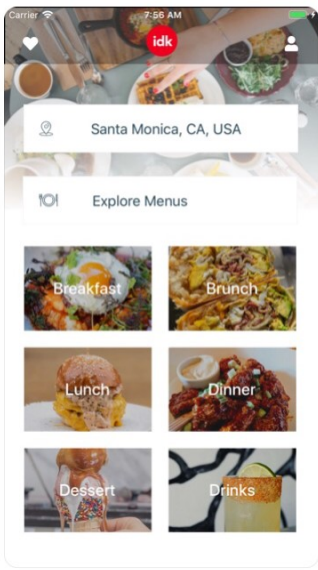 Carrier 7:56 AM
idk
Santa Monica, CA, USA
Explore Menus
Breakfast Brunch
Lunch Dinner
Dessert Drinks